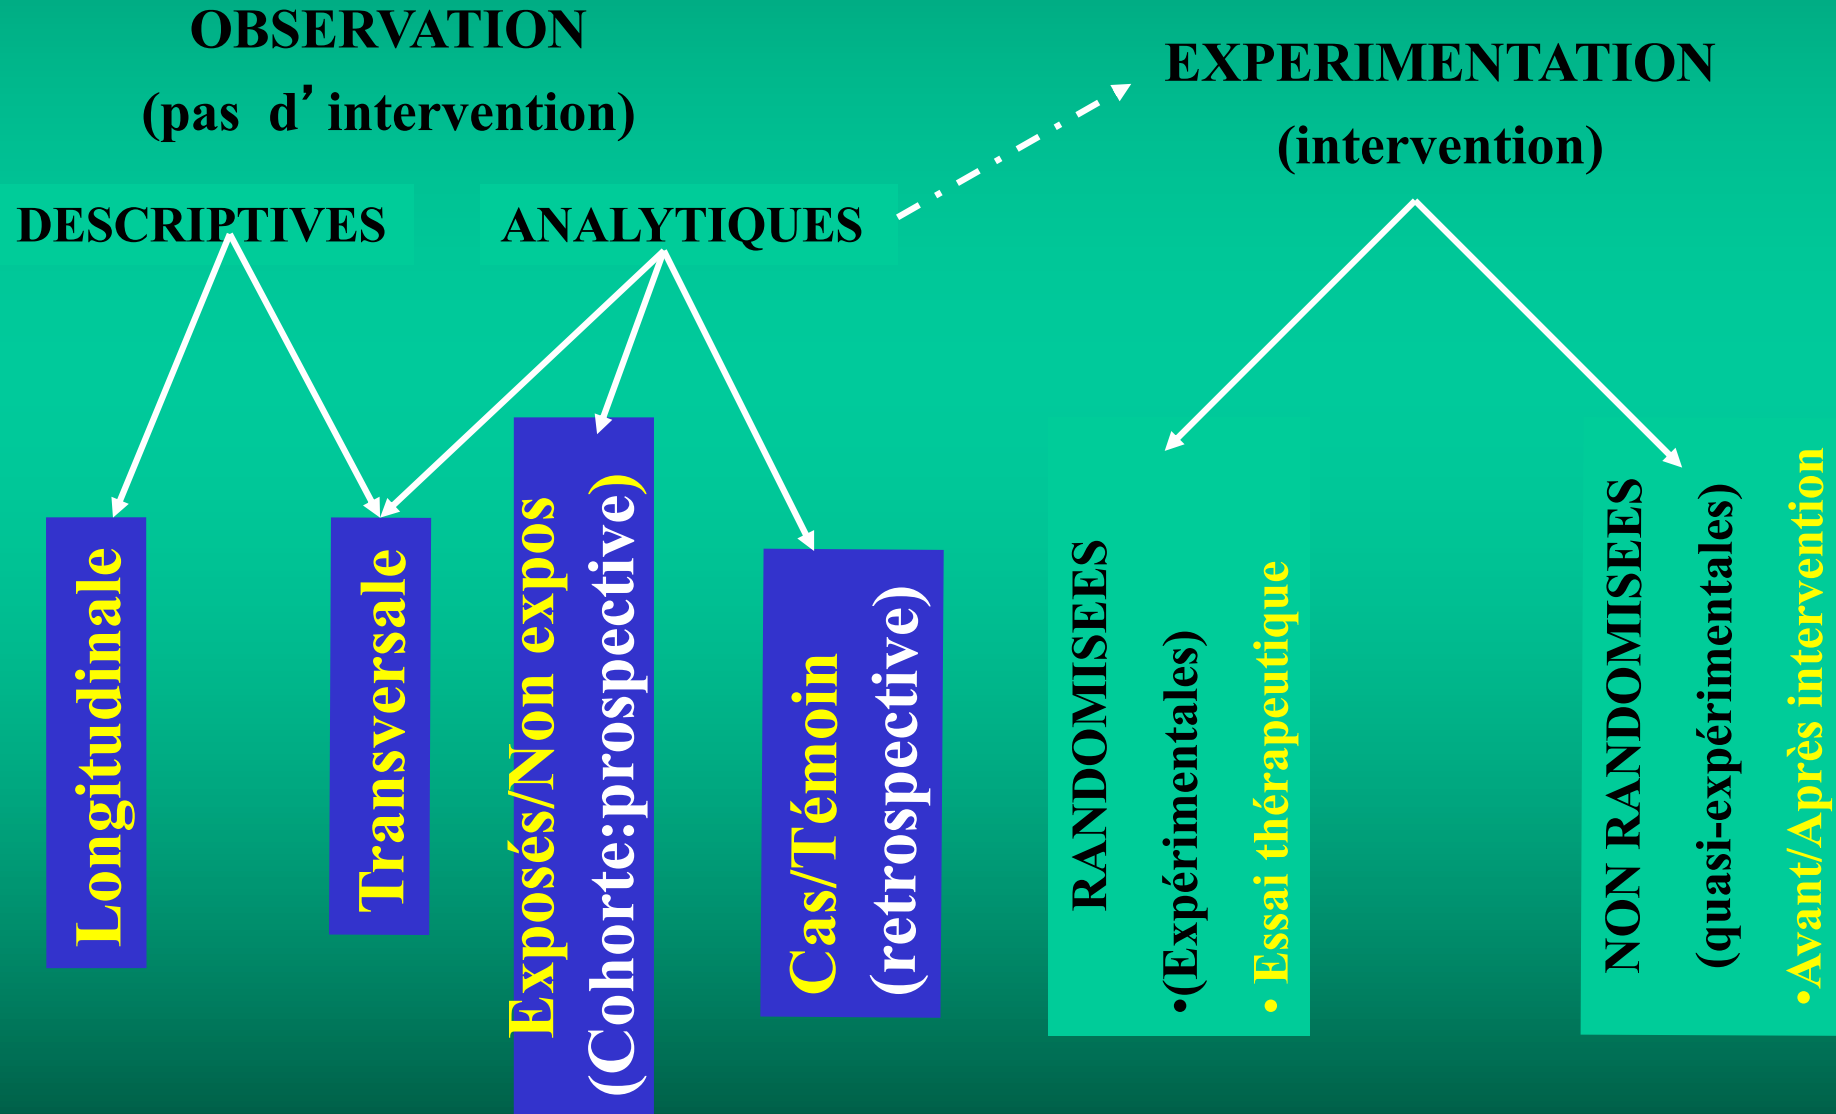 OBSERVATION
(pas d’ intervention)
EXPERIMENTATION
(intervention)
DESCRIPTIVES
ANALYTIQUES
Longitudinale
Transversale
Exposés/Non expos
(Cohorte:prospective)
Cas/Témoin
(retrospective)
RANDOMISEES
•(Expérimentales)
• Essai thérapeutique
NON RANDOMISEES
(quasi-expérimentales)
•Avant/Après intervention